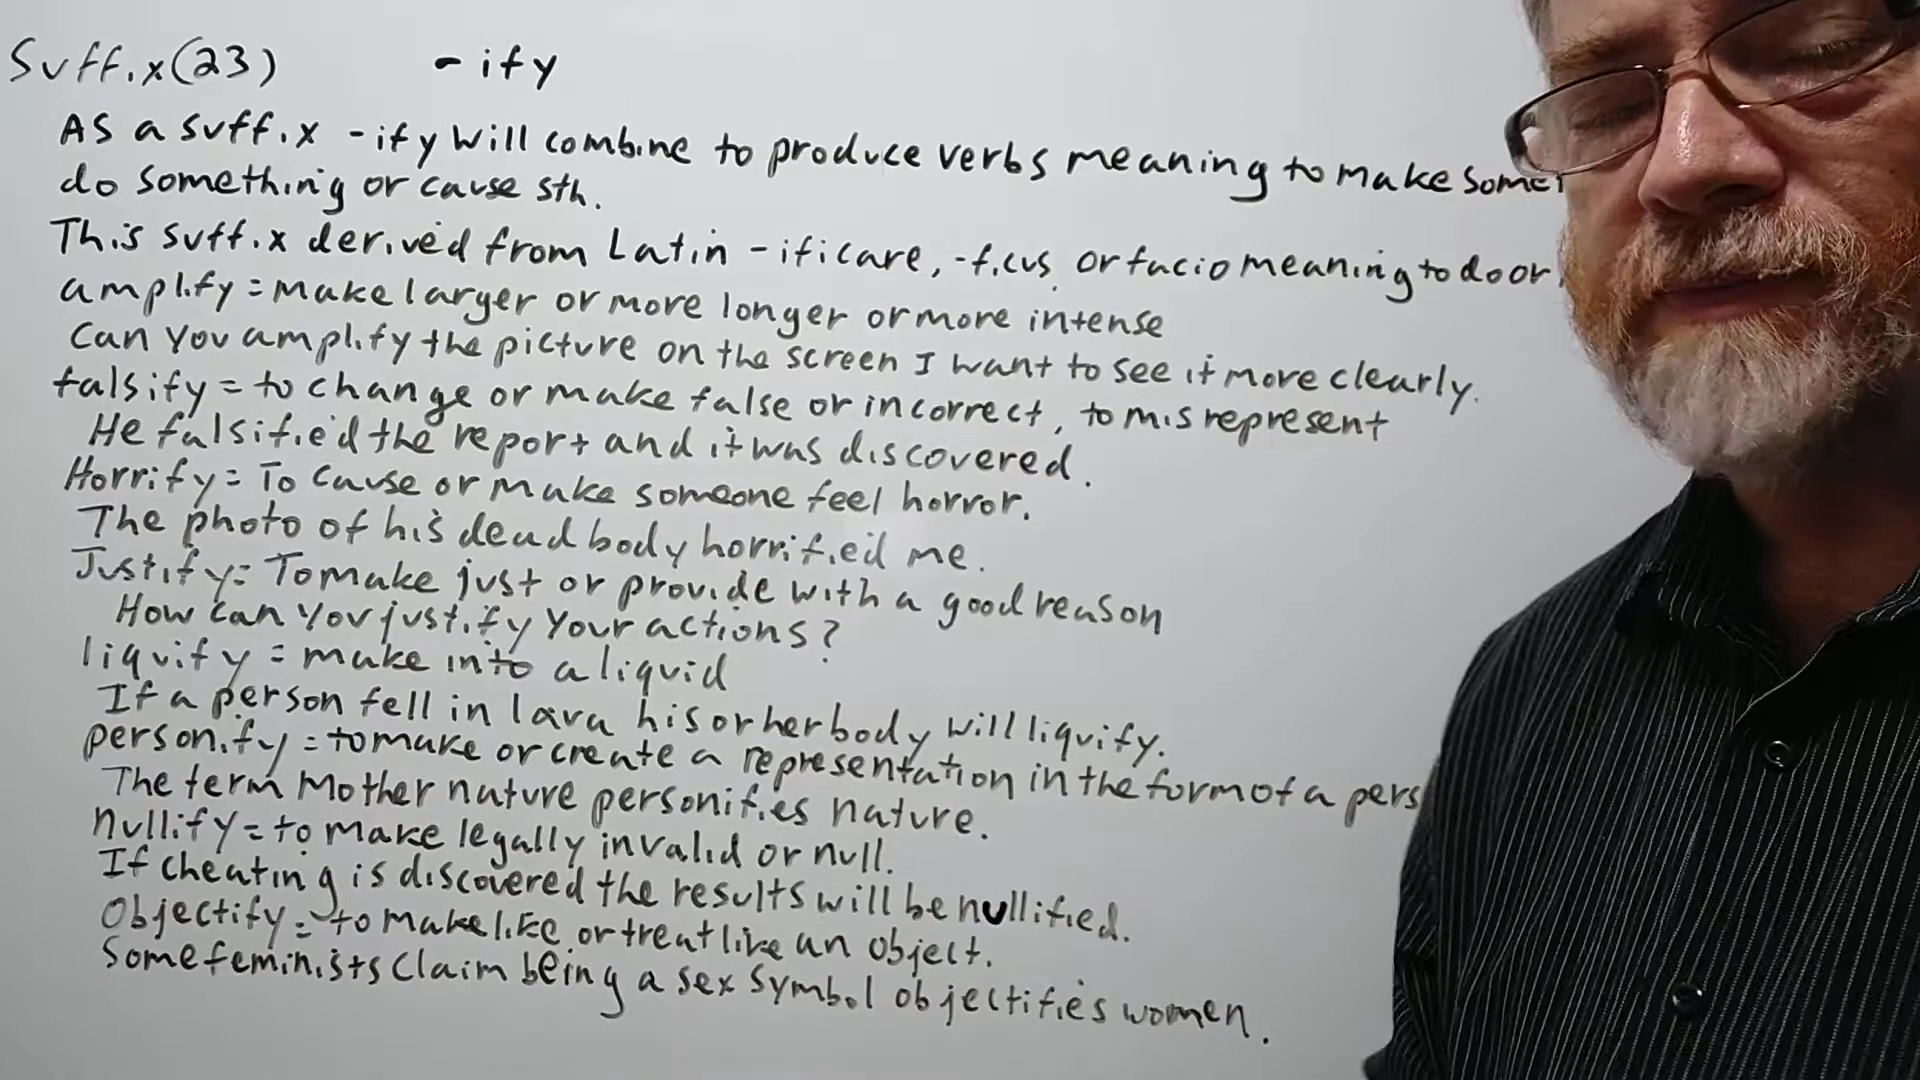 Suffix(23) -ify
As a suffix -ify will combine to produce verbs meaning to make
do something or cause sth.
This suffix derived from Latin -ificare, -ficus, or facio meaning to do or
amplify = make larger or more longer or more intense
Can you amplify the picture on the screen I want to see it more clearly.
falsify = to change or make false or incorrect, to misrepresent
He falsified the report and it was discovered.
Horrify = To cause or make someone feel horror.
The photo of his dead body horrified me.
Justify = To make just or provide with a good reason
How can you justify your actions?
liquify = make into a liquid
If a person fell in lava his or her body will liquify.
personify = to make or create a representation in the form of a
The term Mother nature personifies nature.
nullify = to make legally invalid or null.
If cheating is discovered the results will be nullified.
Objectify = to make like or treat like an object.
Some feminists claim being a sex symbol objectifies women.